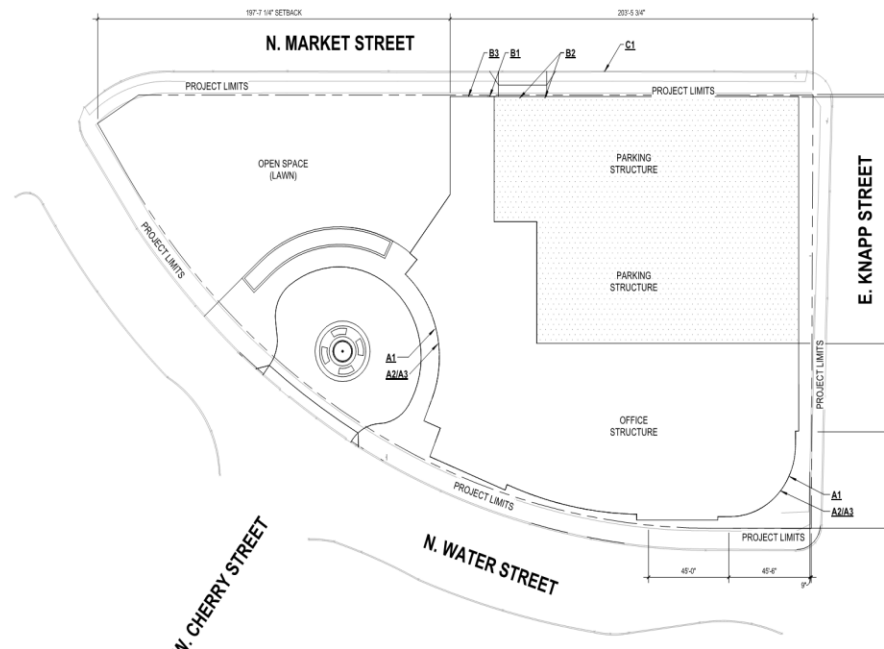 197'-7 1/4" SETBACK
203'-5 3/4"
N. MARKET STREET
B3
B1
B2
C1
PROJECT LIMITS
PROJECT LIMITS
OPEN SPACE
(LAWN)
PARKING
STRUCTURE
E. KNAPP STREET
PROJECT LIMITS
PARKING
STRUCTURE
A1
A2/A3
PROJECT LIMITS
OFFICE
STRUCTURE
A1
A2/A3
PROJECT LIMITS
PROJECT LIMITS
N. WATER STREET
45'-0"
45'-6"
9"
W. CHERRY STREET